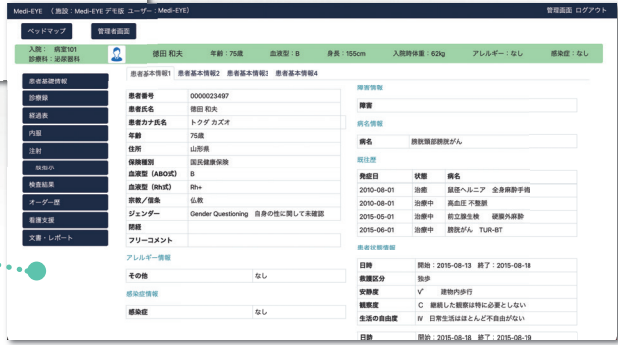 Medi-EYE （施設：Medi-EYE デモ版 ユーザー：Medi-EYE）
管理画面 ログアウト
ベッドマップ
管理者画面
入院： 病室101
診療科：泌尿器科
徳田 和夫
年齢：75歳
血液型：B
身長：155cm
入院時体重：62kg
アレルギー：なし
感染症：なし
患者基礎情報
診療録
経過表
内服
注射
検査結果
オーダー歴
看護支援
文書・レポート
患者基本情報1 患者基本情報2 患者基本情報3 患者基本情報4
患者番号 0000023497
患者氏名 徳田 和夫
患者カナ氏名 トクダ カズオ
年齢 75歳
住所 山形県
保険種別 国民健康保険
血液型（ABO式） B
血液型（Rh式） Rh+
宗教／信条 仏教
ジェンダー Gender Questioning 自身の性に関して未確認
閉経
フリーコメント
アレルギー情報
その他 なし
感染症情報
感染症 なし
障害情報
障害
病名情報
病名 膀胱頸部膀胱がん
既往歴
発症日 状態 病名
2010-08-01 治癒 鼠径ヘルニア 全身麻酔手術
2010-08-01 治療中 高血圧 不整脈
2015-05-01 治療中 前立腺生検 硬膜外麻酔
2015-06-01 治療中 膀胱がん TUR-BT
患者状態情報
日時 開始：2015-08-13 終了：2015-08-18
救護区分 独歩
安静度 Ⅴ' 建物内歩行
観察度 C 継続した観察は特に必要としない
生活の自由度 Ⅳ 日常生活はほとんど不自由がない
日時 開始：2015-08-18 終了：2015-08-19